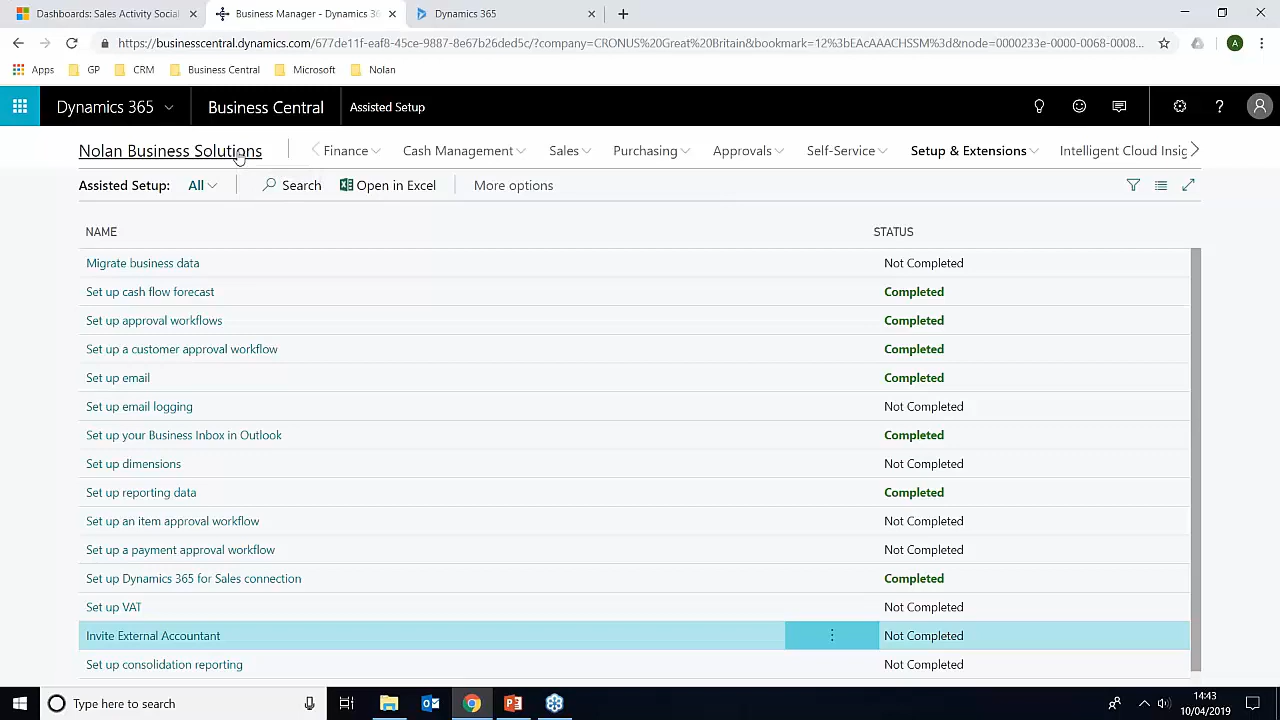 Dashboards: Sales Activity Social
Business Manager - Dynamics 36
Dynamics 365
https://businesscentral.dynamics.com/677de11f-eaf8-45ce-9887-8e67b26ded5c/?company=CRONUS%20Great%20Britain&bookmark=12%3bEAcAAACHSSM%3d&node=0000233e-0000-0068-0008...
A
Apps
GP
CRM
Business Central
Microsoft
Nolan
Dynamics 365
Business Central
Assisted Setup
?
Nolan Business Solutions
Finance
Cash Management
Sales
Purchasing
Approvals
Self-Service
Setup & Extensions
Intelligent Cloud Insig
Assisted Setup:
All
Search
Open in Excel
More options
NAME
STATUS
Migrate business data
Not Completed
Set up cash flow forecast
Completed
Set up approval workflows
Completed
Set up a customer approval workflow
Completed
Set up email
Completed
Set up email logging
Not Completed
Set up your Business Inbox in Outlook
Completed
Set up dimensions
Not Completed
Set up reporting data
Completed
Set up an item approval workflow
Not Completed
Set up a payment approval workflow
Not Completed
Set up Dynamics 365 for Sales connection
Completed
Set up VAT
Not Completed
Invite External Accountant
Not Completed
Set up consolidation reporting
Not Completed
Type here to search
14:43
10/04/2019